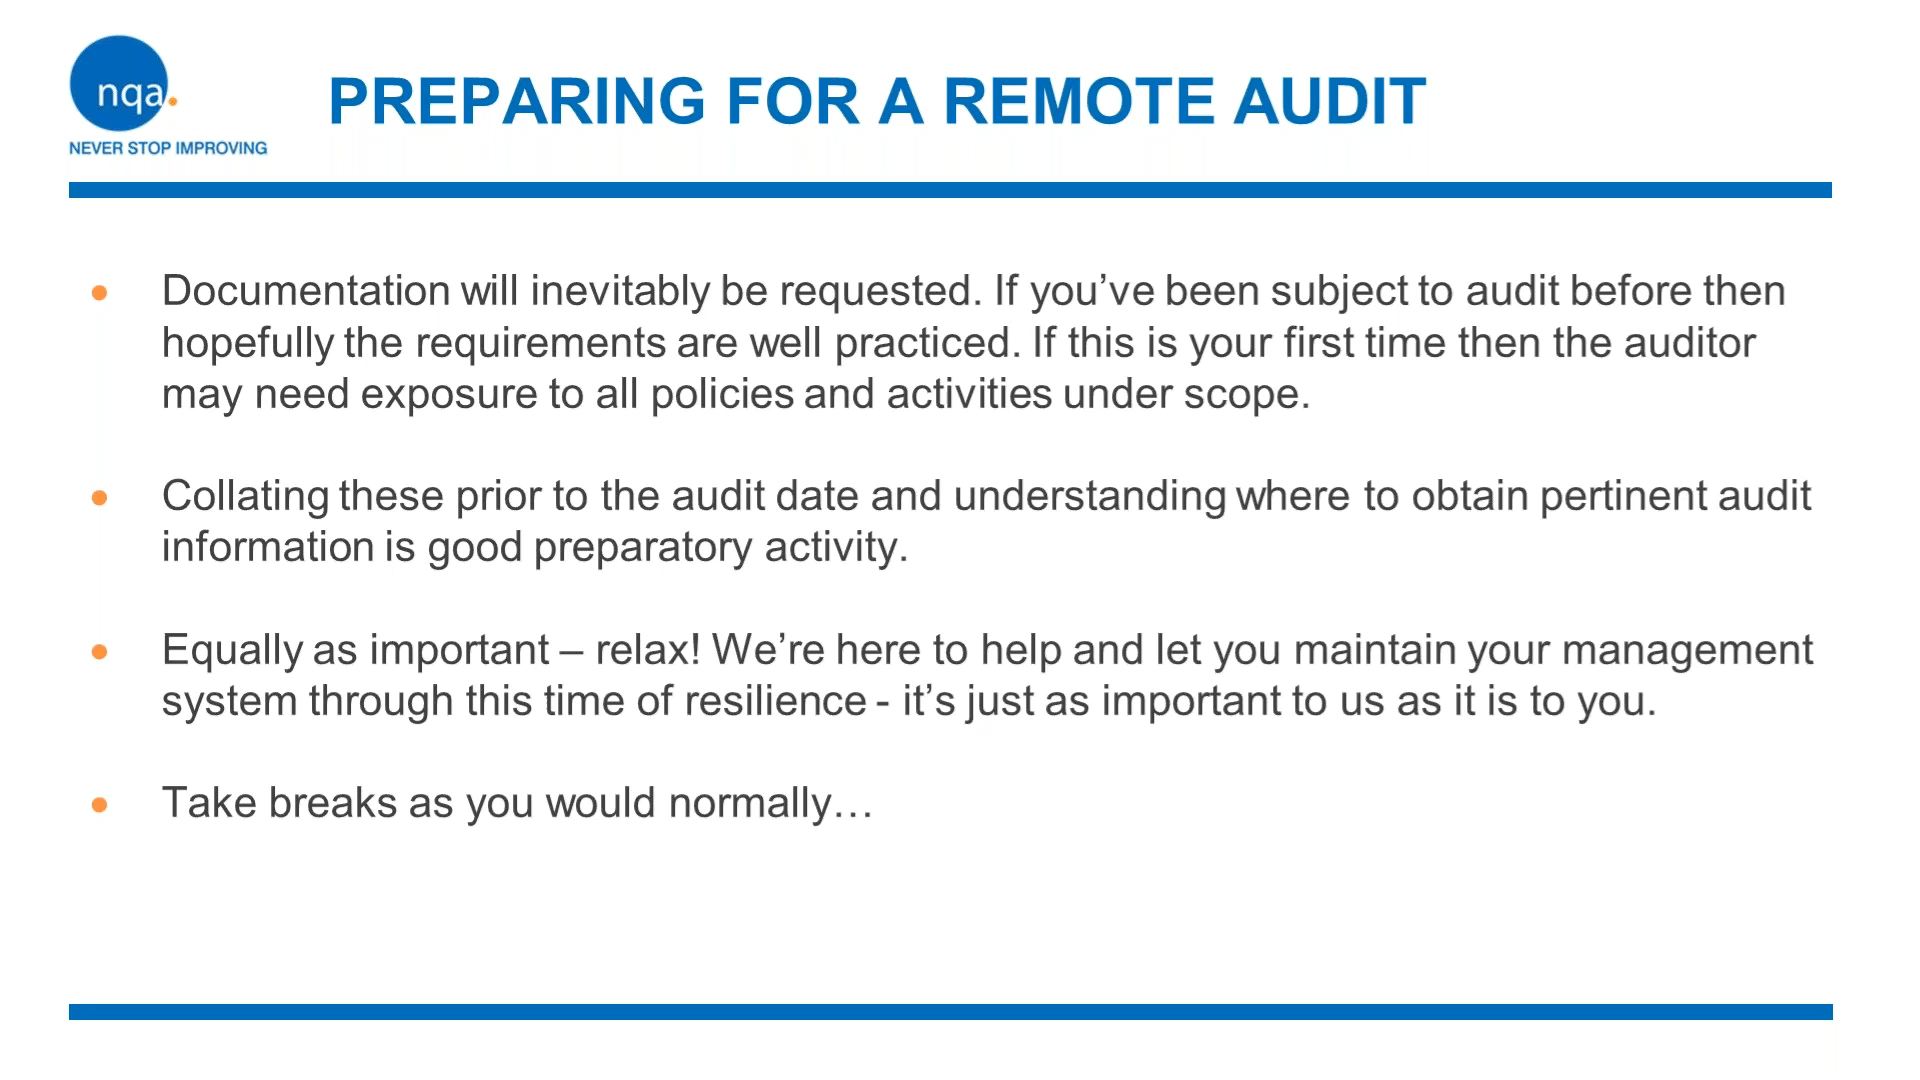 nqa.
NEVER STOP IMPROVING
PREPARING FOR A REMOTE AUDIT
Documentation will inevitably be requested. If you’ve been subject to audit before then
hopefully the requirements are well practiced. If this is your first time then the auditor
may need exposure to all policies and activities under scope.
Collating these prior to the audit date and understanding where to obtain pertinent audit
information is good preparatory activity.
Equally as important – relax! We’re here to help and let you maintain your management
system through this time of resilience - it’s just as important to us as it is to you.
Take breaks as you would normally…